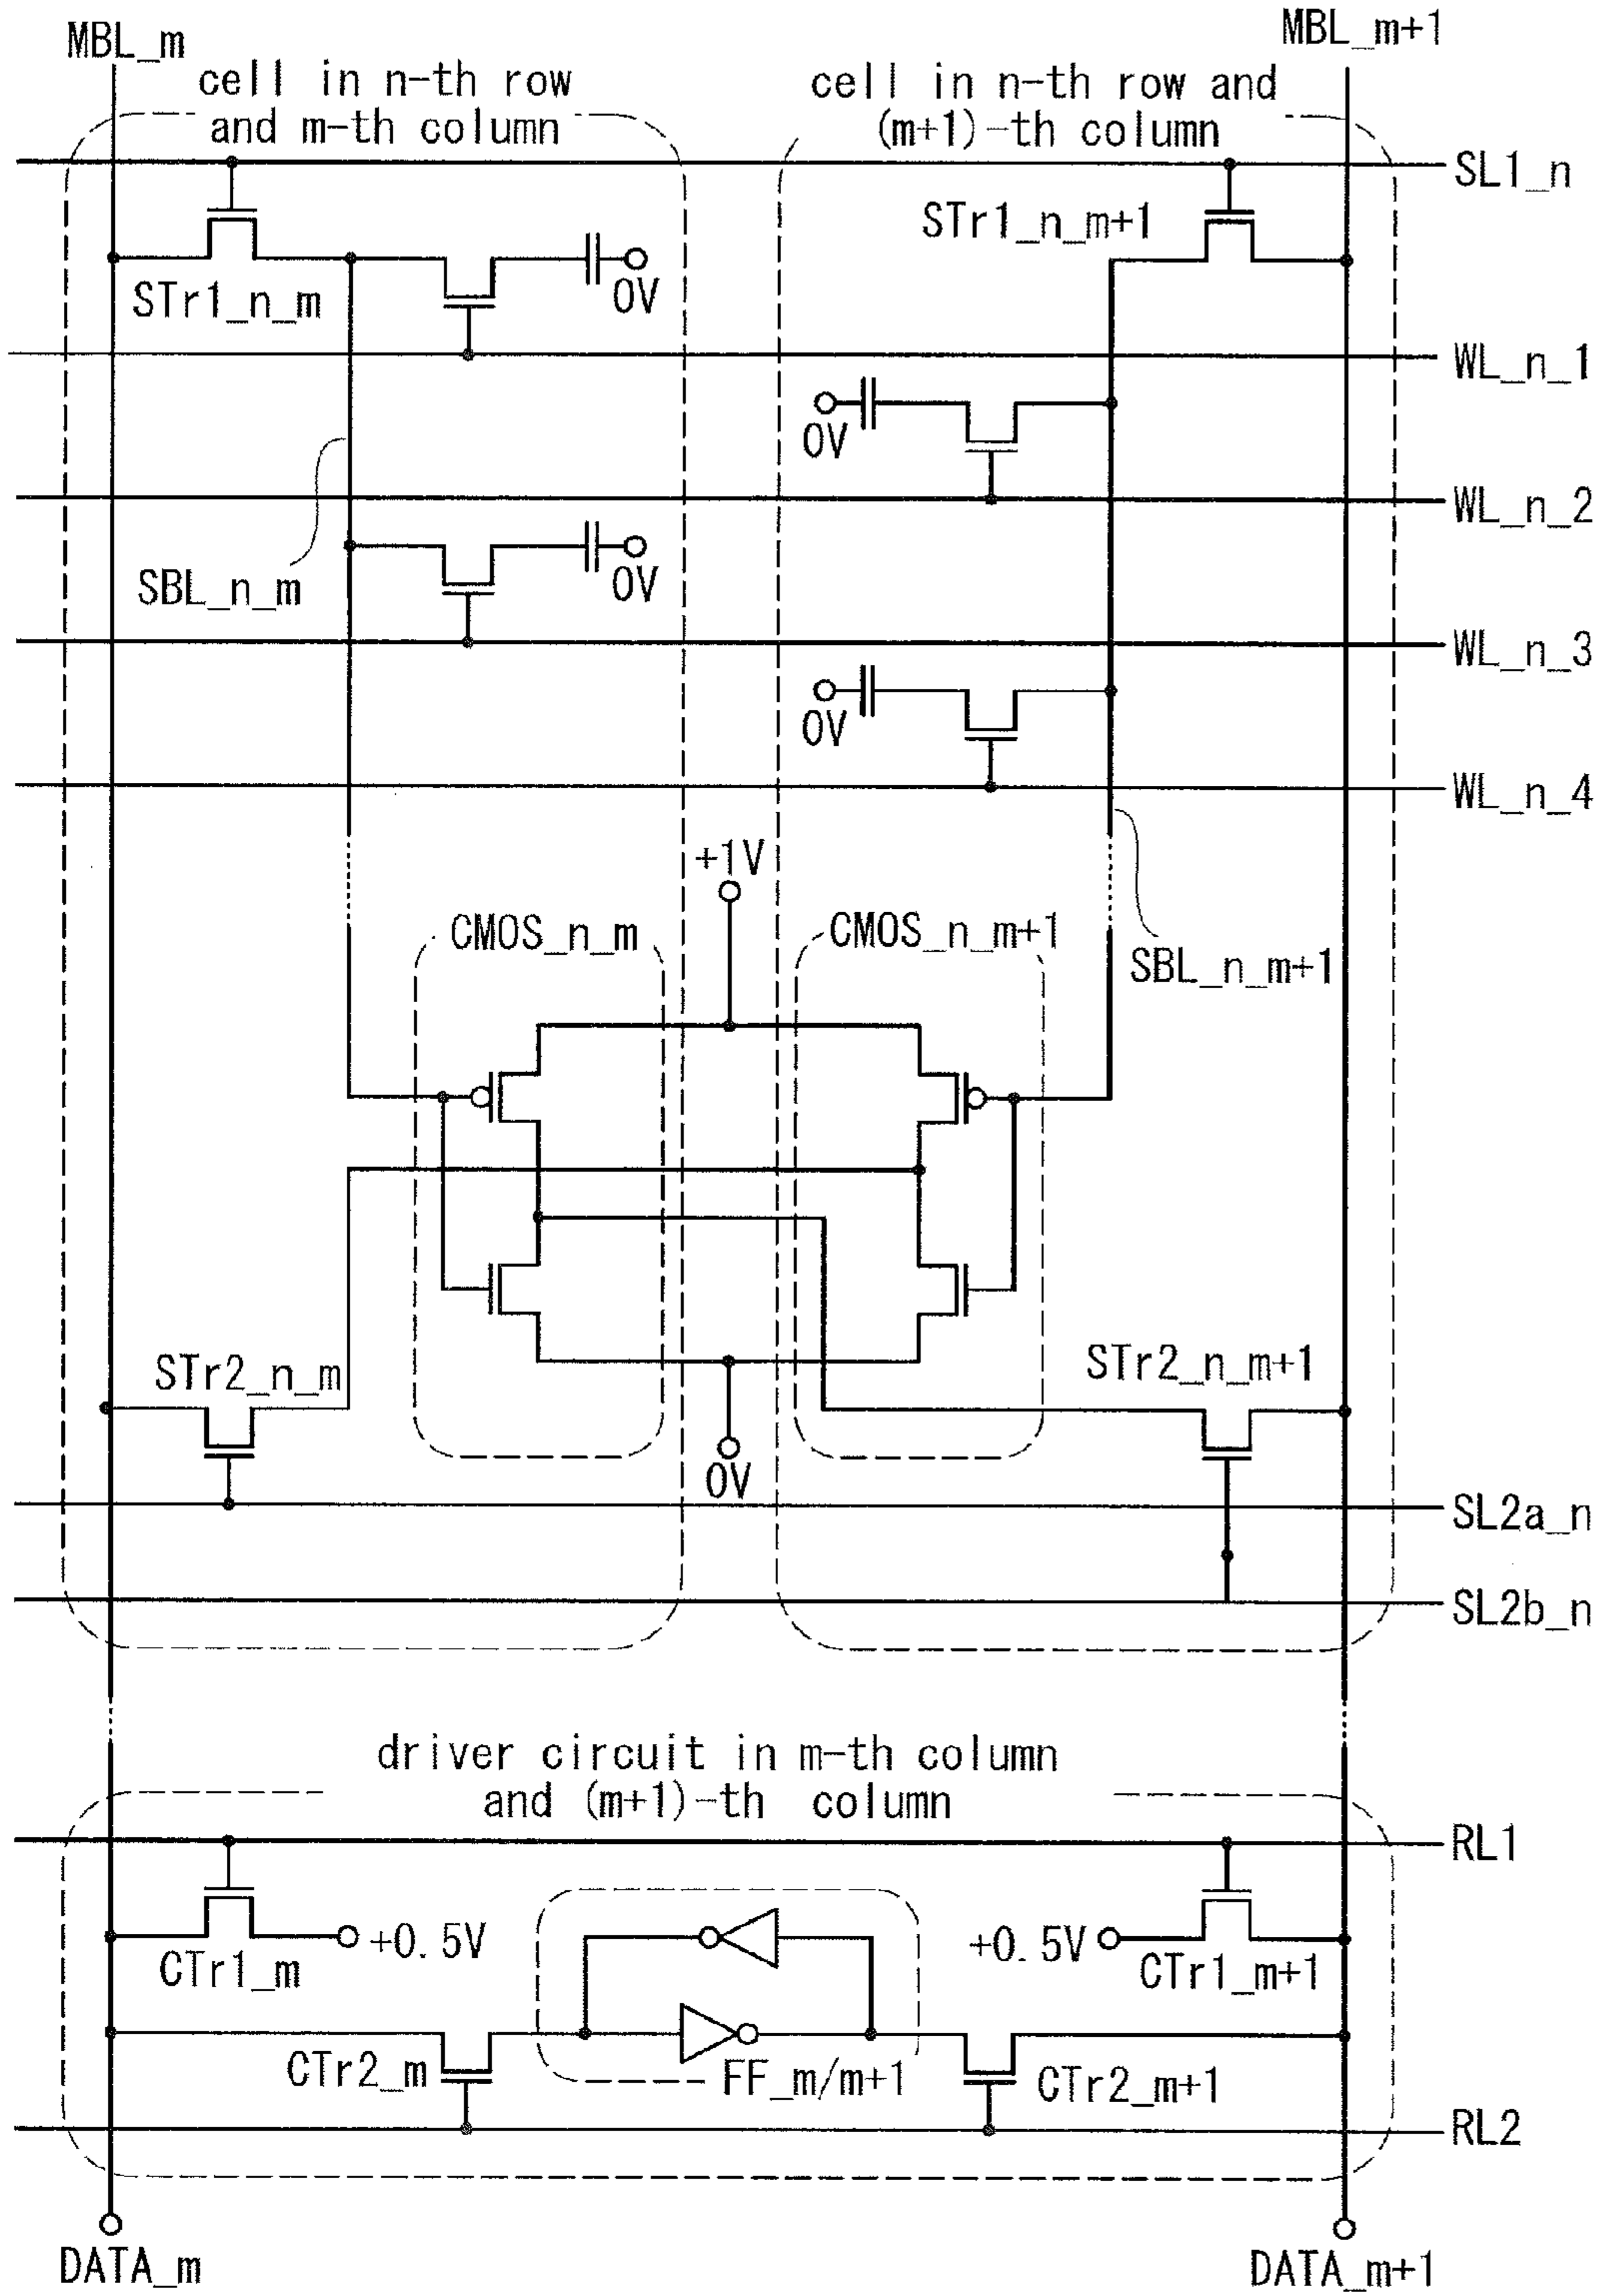 MBL_m
MBL_m+1
cell in n-th row
and m-th column
cell in n-th row and
(m+1)-th column
SL1_n
STr1_n_m+1
STr1_n_m
0V
WL_n_1
0V
WL_n_2
SBL_n_m
0V
WL_n_3
0V
WL_n_4
+1V
CMOS_n_m
CMOS_n_m+1
SBL_n_m+1
STr2_n_m
STr2_n_m+1
0V
SL2a_n
SL2b_n
driver circuit in m-th column
and (m+1)-th column
RL1
+0.5V
+0.5V
CTr1_m
CTr1_m+1
CTr2_m
FF_m/m+1
CTr2_m+1
RL2
DATA_m
DATA_m+1